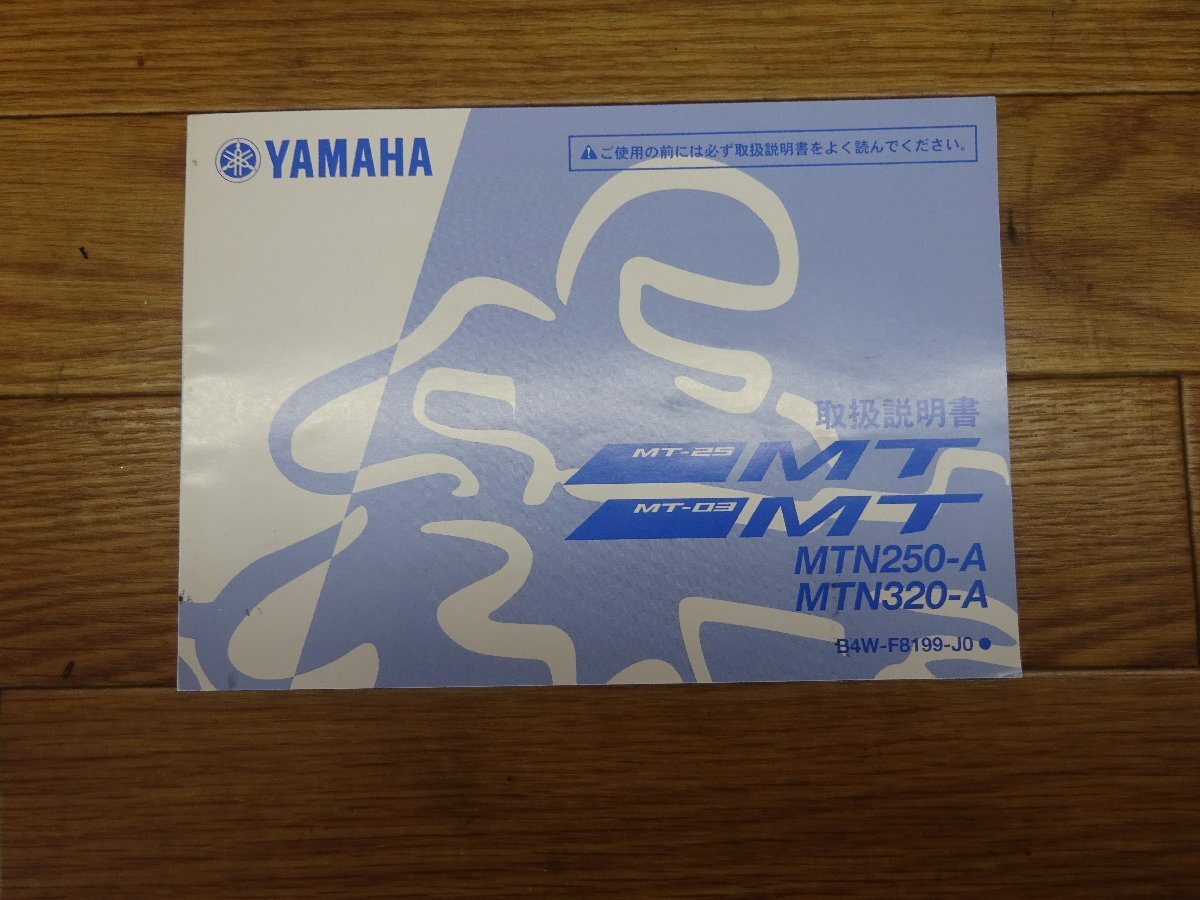 YAMAHA
⚠ご使用の前には必ず取扱説明書をよく読んでください。
取扱説明書
MT-25 MT
MT-03 MT
MTN250-A
MTN320-A
B4W-F8199-J0●